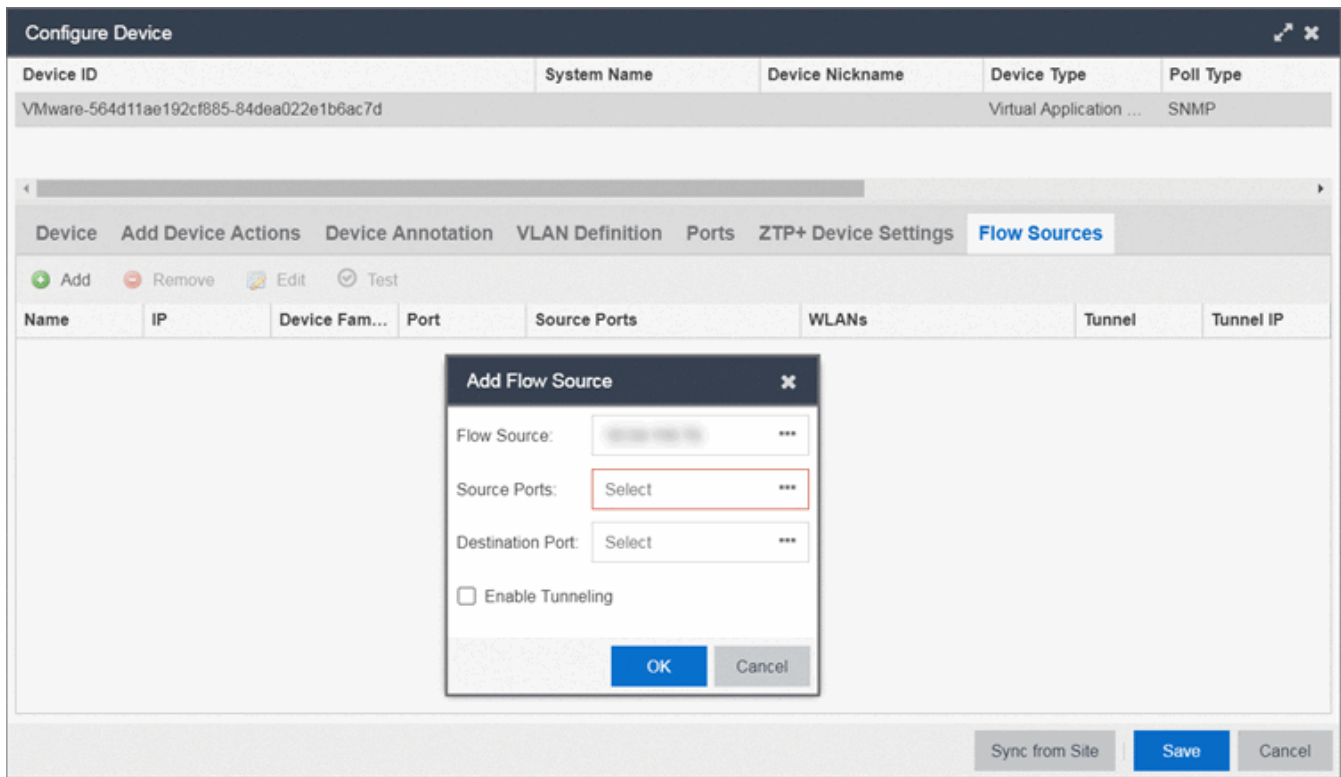 Configure Device
Device ID System Name Device Nickname Device Type Poll Type
VMware-564d11ae192cf885-84dea022e1b6ac7d Virtual Application ... SNMP
Device Add Device Actions Device Annotation VLAN Definition Ports ZTP+ Device Settings Flow Sources
Add Remove Edit Test
Name IP Device Fam... Port Source Ports WLANs Tunnel Tunnel IP
Add Flow Source
Flow Source: ...
Source Ports: Select ...
Destination Port: Select ...
Enable Tunneling
OK Cancel
Sync from Site Save Cancel